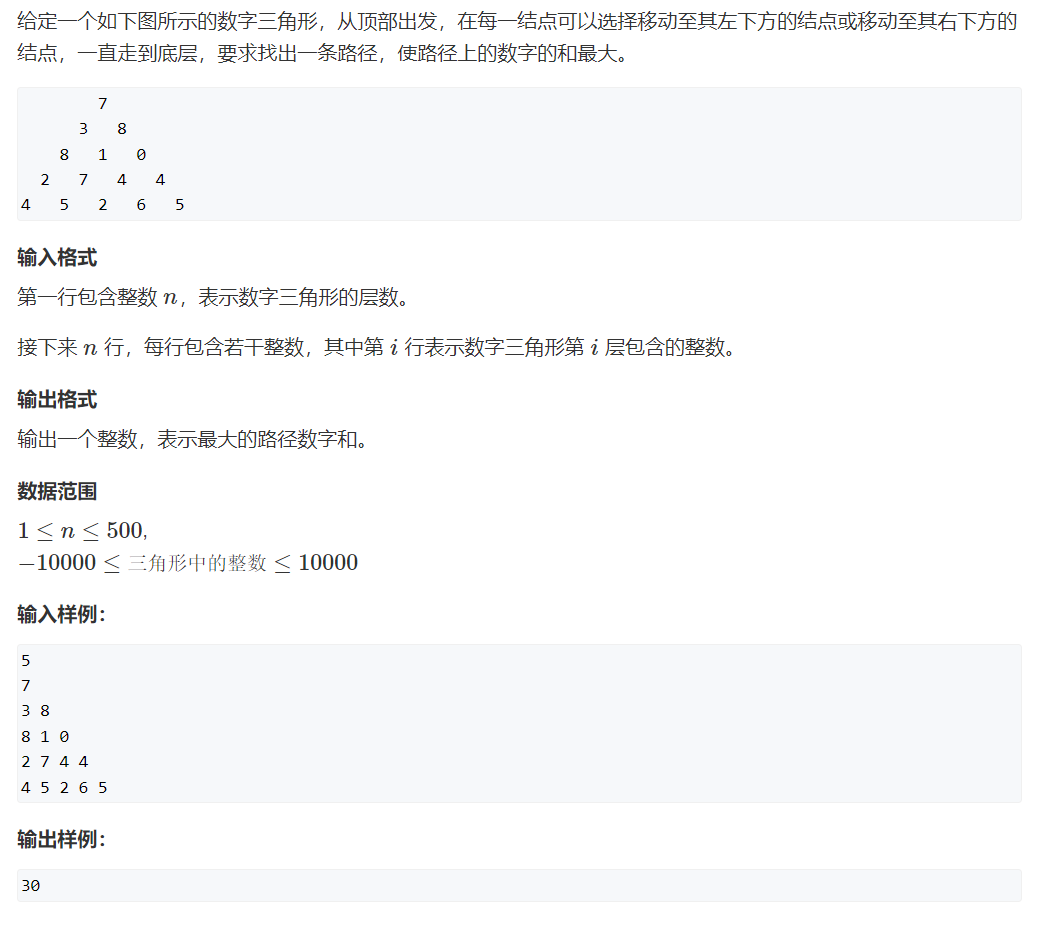 给定一个如下图所示的数字三角形，从顶部出发，在每一结点可以选择移动至其左下方的结点或移动至其右下方的
结点，一直走到底层，要求找出一条路径，使路径上的数字的和最大。
7
3 8
8 1 0
2 7 4 4
4 5 2 6 5
输入格式
第一行包含整数 n，表示数字三角形的层数。
接下来 n 行，每行包含若干整数，其中第 i 行表示数字三角形第 i 层包含的整数。
输出格式
输出一个整数，表示最大的路径数字和。
数据范围
1 ≤ n ≤ 500,
−10000 ≤ 三角形中的整数 ≤ 10000
输入样例：
5
7
3 8
8 1 0
2 7 4 4
4 5 2 6 5
输出样例：
30